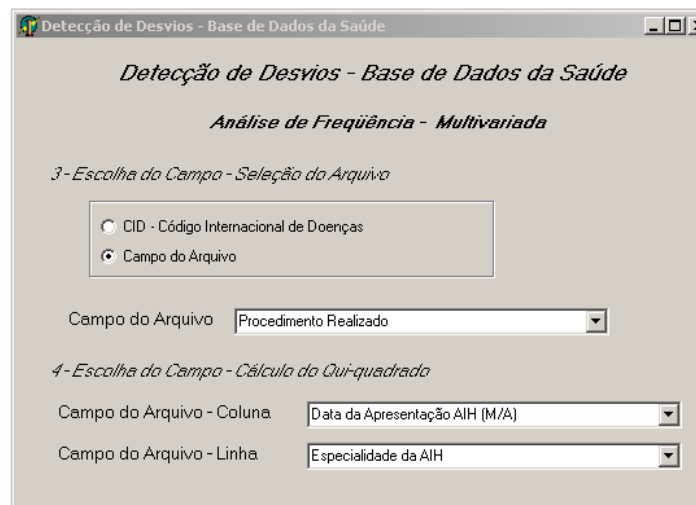 Detecção de Desvios - Base de Dados da Saúde
Detecção de Desvios - Base de Dados da Saúde
Análise de Freqüência - Multivariada
3 - Escolha do Campo - Seleção do Arquivo
CID - Código Internacional de Doenças
Campo do Arquivo
Campo do Arquivo Procedimento Realizado
4 - Escolha do Campo - Cálculo do Qui-quadrado
Campo do Arquivo - Coluna Data da Apresentação AIH (M/A)
Campo do Arquivo - Linha Especialidade da AIH